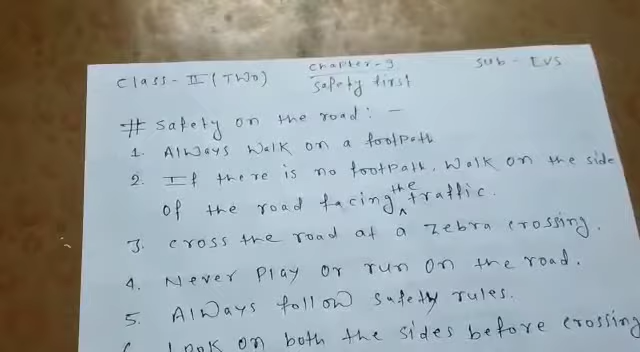 Class - II (Two) Chapter - 9 Sub - EVS
Safety first
# Safety on the road : -
1. Always walk on a footpath
2. If there is no footpath, walk on the side
of the road facing the traffic.
3. cross the road at a zebra crossing.
4. Never play or run on the road.
5. Always follow safety rules.
6 Look on both the sides before crossing